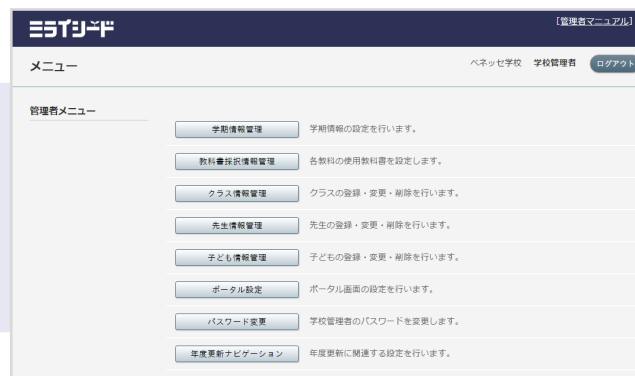 ミライシード
[管理者マニュアル]
メニュー
ベネッセ学校 学校管理者 ログアウト
管理者メニュー
学期情報管理 学期情報の設定を行います。
教科書採択情報管理 各教科の使用教科書を設定します。
クラス情報管理 クラスの登録・変更・削除を行います。
先生情報管理 先生の登録・変更・削除を行います。
子ども情報管理 子どもの登録・変更・削除を行います。
ポータル設定 ポータル画面の設定を行います。
パスワード変更 学校管理者のパスワードを変更します。
年度更新ナビゲーション 年度更新に関連する設定を行います。